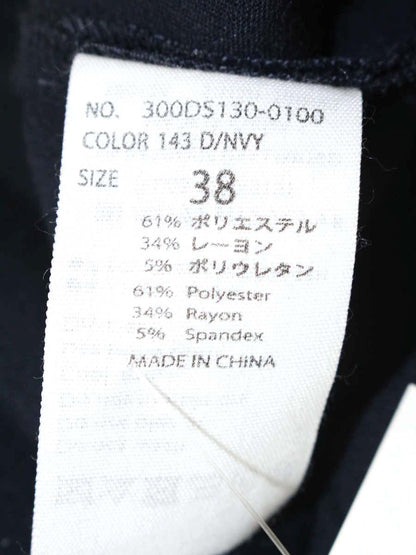 NO. 300DS130-0100
COLOR 143 D/NVY
SIZE 38
61% ポリエステル
34% レーヨン
5% ポリウレタン
61% Polyester
34% Rayon
5% Spandex
MADE IN CHINA